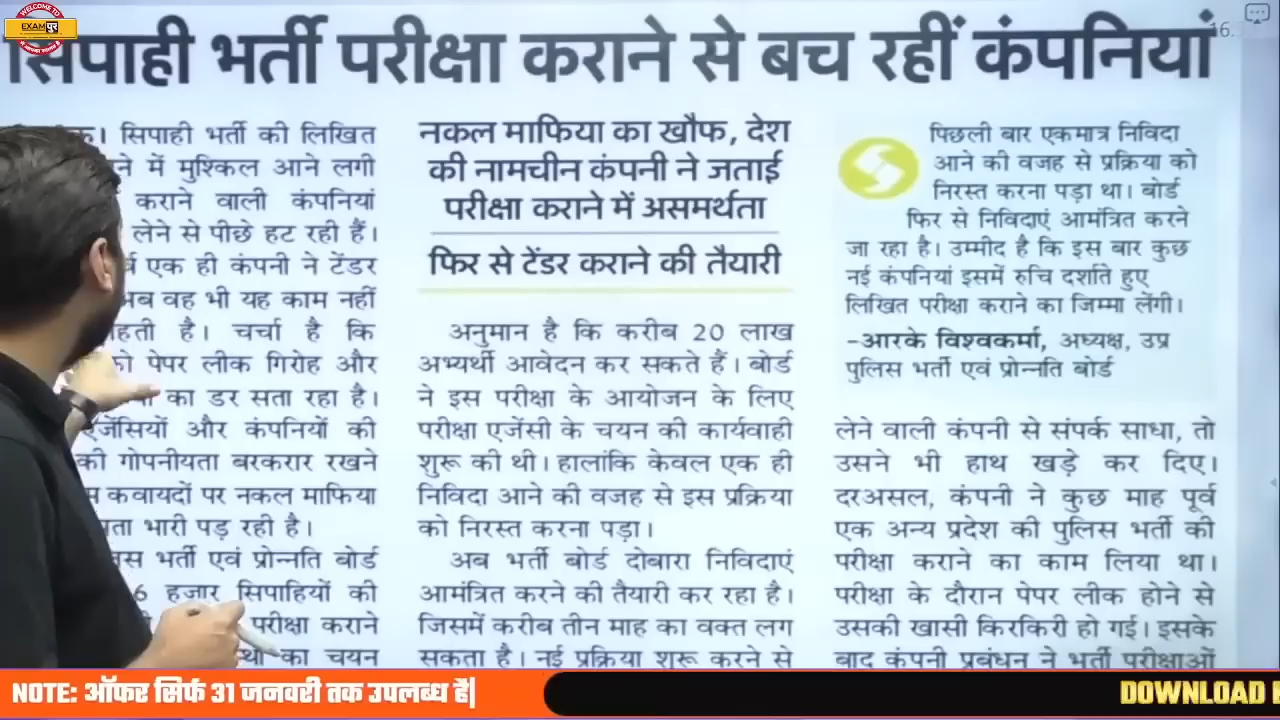 WELCOME TO
EXAMपुर
16.
सिपाही भर्ती परीक्षा कराने से बच रहीं कंपनियां
सिपाही भर्ती की लिखित
में मुश्किल आने लगी
कराने वाली कंपनियां
लेने से पीछे हट रही हैं।
एक ही कंपनी ने टेंडर
वह भी यह काम नहीं
है। चर्चा है कि
पेपर लीक गिरोह और
का डर सता रहा है।
एजेंसियों और कंपनियों की
की गोपनीयता बरकरार रखने
कवायदों पर नकल माफिया
भारी पड़ रही है।
भर्ती एवं प्रोन्नति बोर्ड
6 हजार सिपाहियों की
परीक्षा कराने
का चयन
नकल माफिया का खौफ, देश
की नामचीन कंपनी ने जताई
परीक्षा कराने में असमर्थता
फिर से टेंडर कराने की तैयारी
अनुमान है कि करीब 20 लाख
अभ्यर्थी आवेदन कर सकते हैं। बोर्ड
ने इस परीक्षा के आयोजन के लिए
परीक्षा एजेंसी के चयन की कार्यवाही
शुरू की थी। हालांकि केवल एक ही
निविदा आने की वजह से इस प्रक्रिया
को निरस्त करना पड़ा।
अब भर्ती बोर्ड दोबारा निविदाएं
आमंत्रित करने की तैयारी कर रहा है।
जिसमें करीब तीन माह का वक्त लग
सकता है। नई प्रक्रिया शुरू करने से
पिछली बार एकमात्र निविदा
आने की वजह से प्रक्रिया को
निरस्त करना पड़ा था। बोर्ड
फिर से निविदाएं आमंत्रित करने
जा रहा है। उम्मीद है कि इस बार कुछ
नई कंपनियां इसमें रुचि दर्शाते हुए
लिखित परीक्षा कराने का जिम्मा लेंगी।
-आरके विश्वकर्मा, अध्यक्ष, उप्र
पुलिस भर्ती एवं प्रोन्नति बोर्ड
लेने वाली कंपनी से संपर्क साधा, तो
उसने भी हाथ खड़े कर दिए।
दरअसल, कंपनी ने कुछ माह पूर्व
एक अन्य प्रदेश की पुलिस भर्ती की
परीक्षा कराने का काम लिया था।
परीक्षा के दौरान पेपर लीक होने से
उसकी खासी किरकिरी हो गई। इसके
बाद कंपनी प्रबंधन ने भर्ती परीक्षाओं
NOTE: ऑफर सिर्फ 31 जनवरी तक उपलब्ध है|
DOWNLOAD